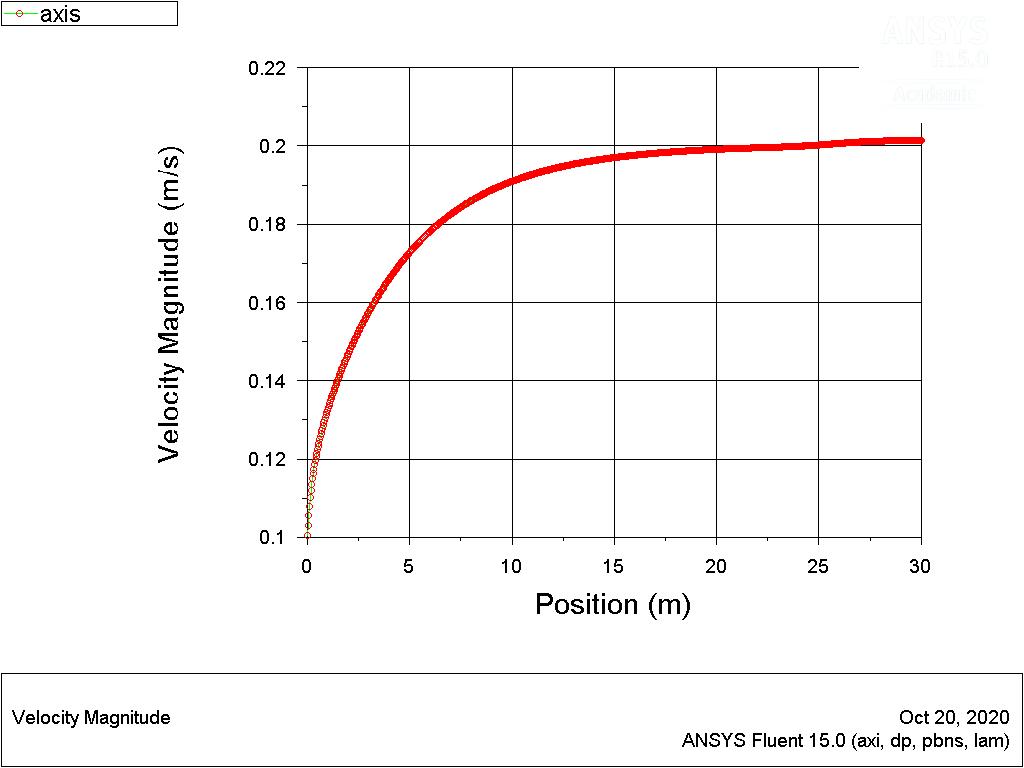 axis
ANSYS
R15.0
Academic
0.22
0.2
0.18
0.16
0.14
0.12
0.1
Velocity Magnitude (m/s)
0 5 10 15 20 25 30
Position (m)
Velocity Magnitude
Oct 20, 2020
ANSYS Fluent 15.0 (axi, dp, pbns, lam)